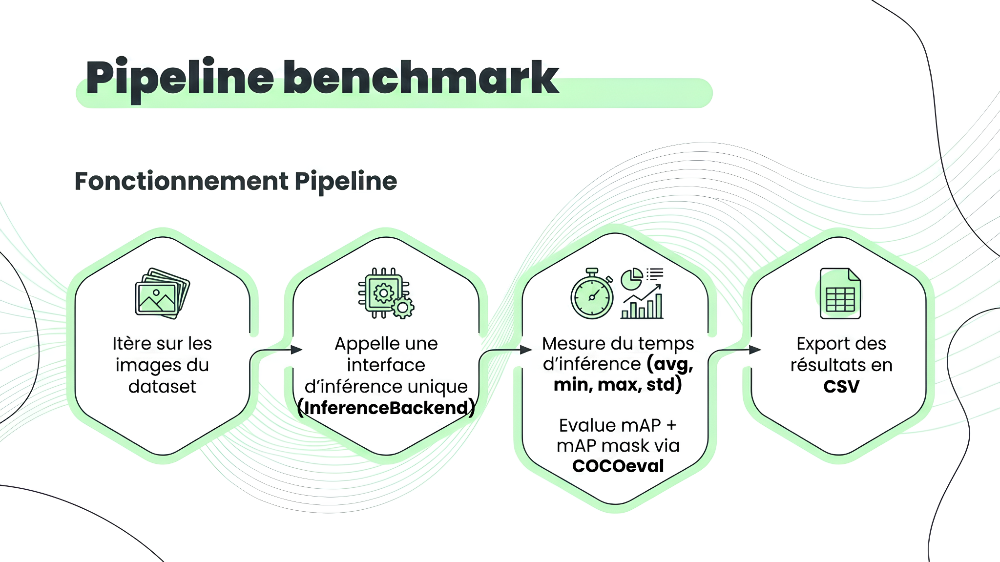 Pipeline benchmark
Fonctionnement Pipeline
Itère sur les
images du
dataset
Appelle une
interface
d’inférence unique
(InferenceBackend)
Mesure du temps
d’inférence (avg,
min, max, std)
Evalue mAP +
mAP mask via
COCOeval
Export des
résultats en
CSV